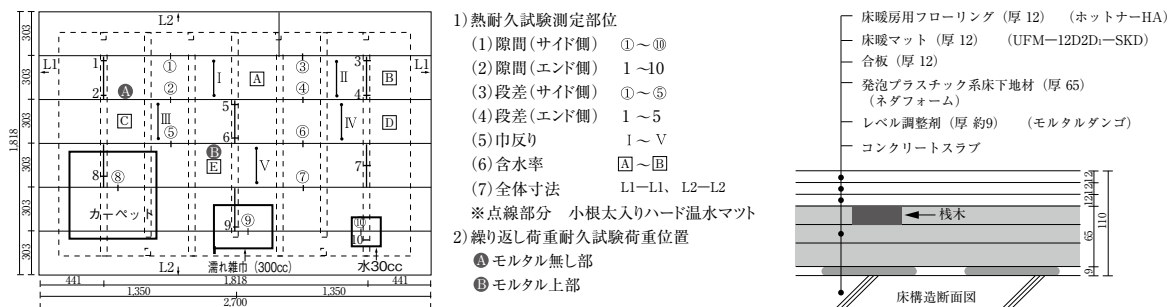 L2
303
303
303
303
303
303
1,818
L1
L1
1
①
Ⅰ
A
③
Ⅱ
3
B
2
A
②
④
4
C
Ⅲ
⑤
5
6
⑥
Ⅳ
D
B
E
Ⅴ
7
8
⑧
⑦
カーペット
9
⑨
⑩
10
L2
濡れ雑巾（300cc）
水30cc
441
1,818
441
1,350
1,350
2,700
1）熱耐久試験測定部位
(1)隙間(サイド側) ①～⑩
(2)隙間(エンド側) 1～10
(3)段差(サイド側) ①～⑤
(4)段差(エンド側) 1～5
(5)巾反り Ⅰ～Ⅴ
(6)含水率 A～B
(7)全体寸法 L1—L1、L2—L2
※点線部分 小根太入りハード温水マツト
2）繰り返し荷重耐久試験荷重位置
A モルタル無し部
B モルタル上部
床暖房用フローリング（厚 12） （ホットナーHA）
床暖マット（厚 12） （UFM—12D2D₁—SKD）
合板（厚 12）
発泡プラスチック系床下地材（厚 65）
（ネダフォーム）
レベル調整剤（厚 約9） （モルタルダンゴ）
コンクリートスラブ
桟木
12
12
12
65
9
110
床構造断面図